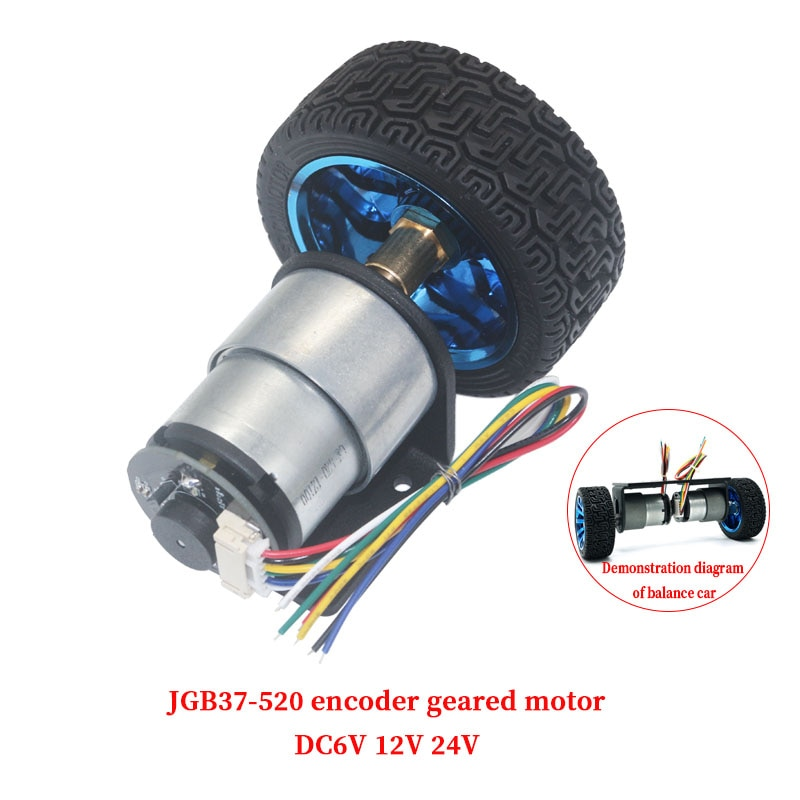 Demonstration diagram
of balance car
JGB37-520 encoder geared motor
DC6V 12V 24V